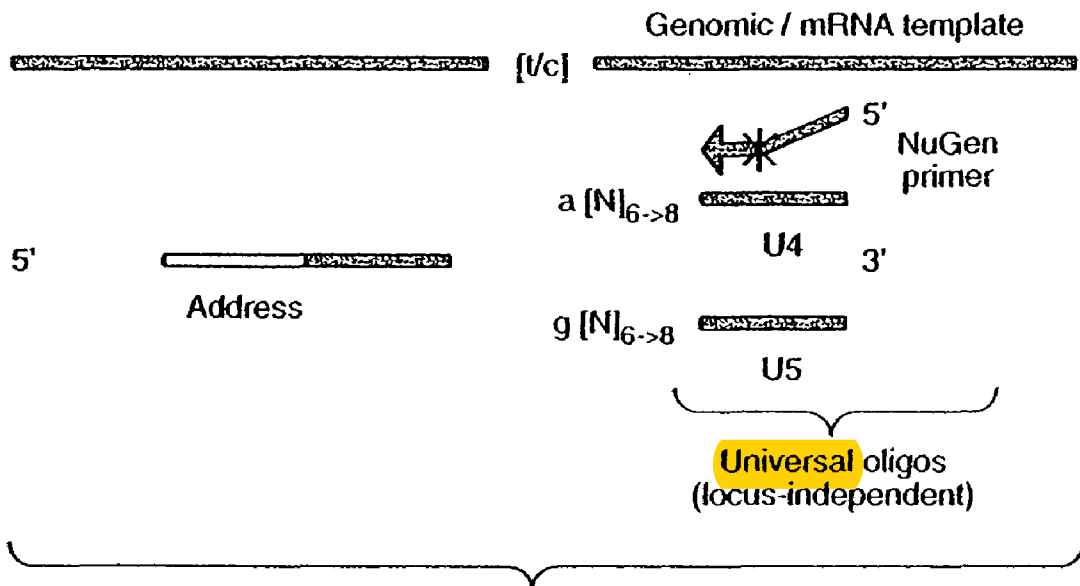 Genomic / mRNA template
[t/c]
5'
NuGen
primer
a [N]6->8
U4
5'
3'
Address
g [N]6->8
U5
Universal oligos
(locus-independent)